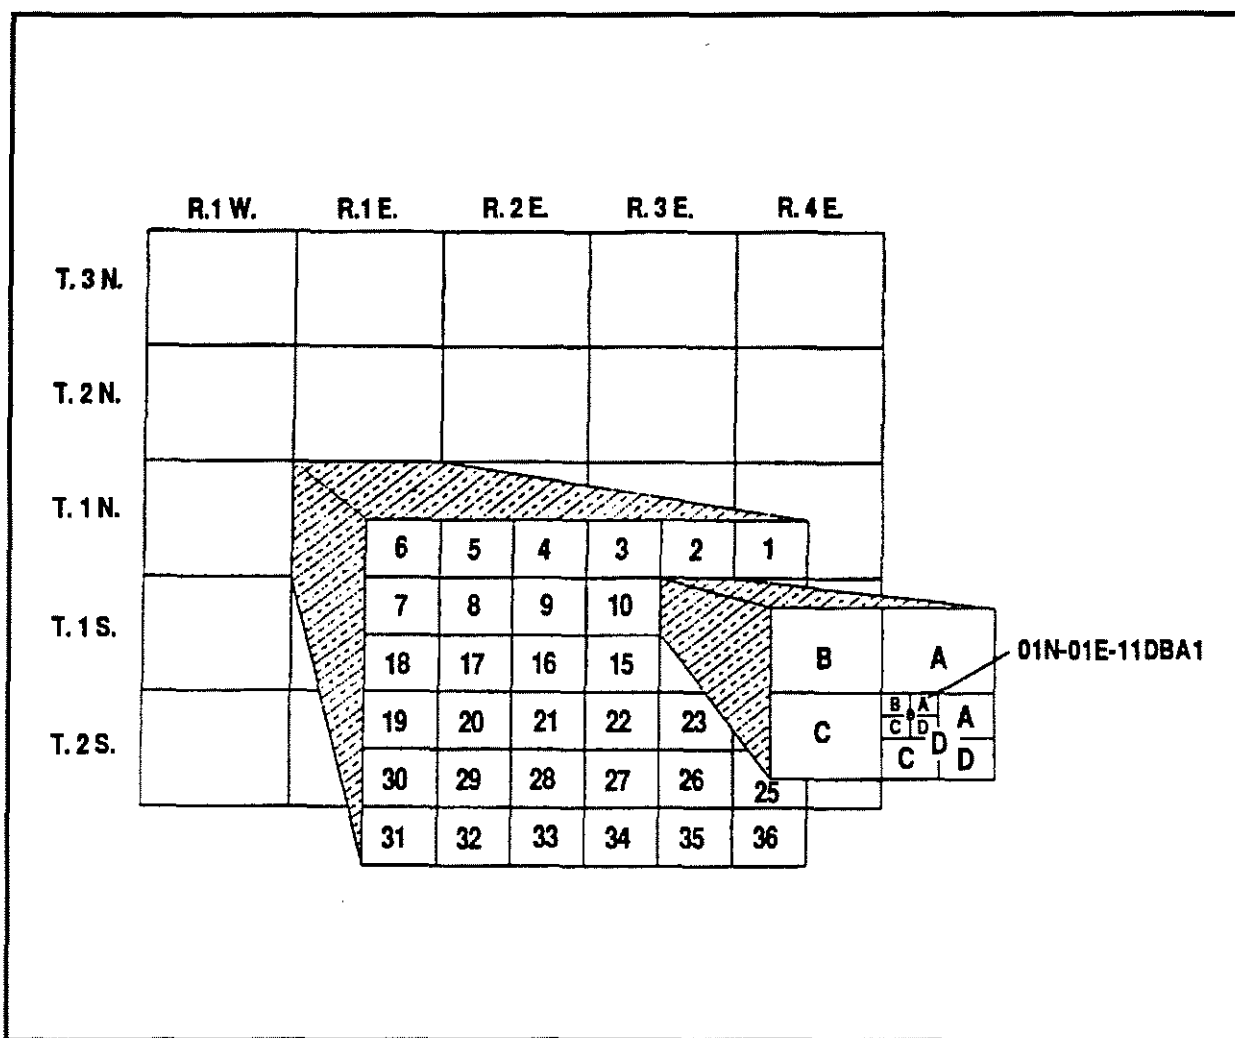 R.1 W. R.1 E. R. 2 E. R. 3 E. R. 4 E.
T. 3 N.
T. 2 N.
T. 1 N.
6 5 4 3 2 1
7 8 9 10
T. 1 S.
B A 01N-01E-11DBA1
18 17 16 15
B A
C D
A
19 20 21 22 23
C
D
T. 2 S.
C D
30 29 28 27 26 25
31 32 33 34 35 36